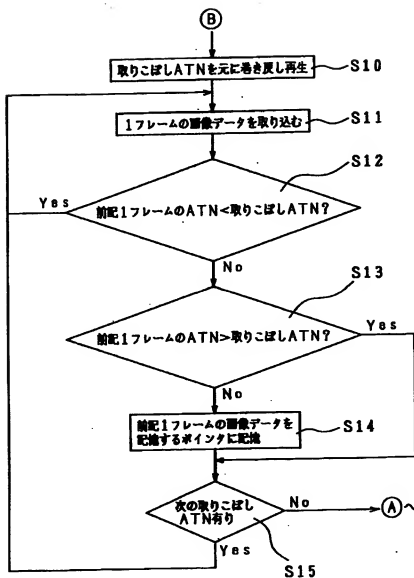 B
取りこぼしATNを元に巻き戻し再生
S10
1フレームの画像データを取り込む
S11
S12
前記1フレームのATN<取りこぼしATN?
Yes
No
S13
前記1フレームのATN>取りこぼしATN?
Yes
No
前記1フレームの画像データを
記憶するポインタに記憶
S14
次の取りこぼし
ATN有り
No
A
Yes
S15